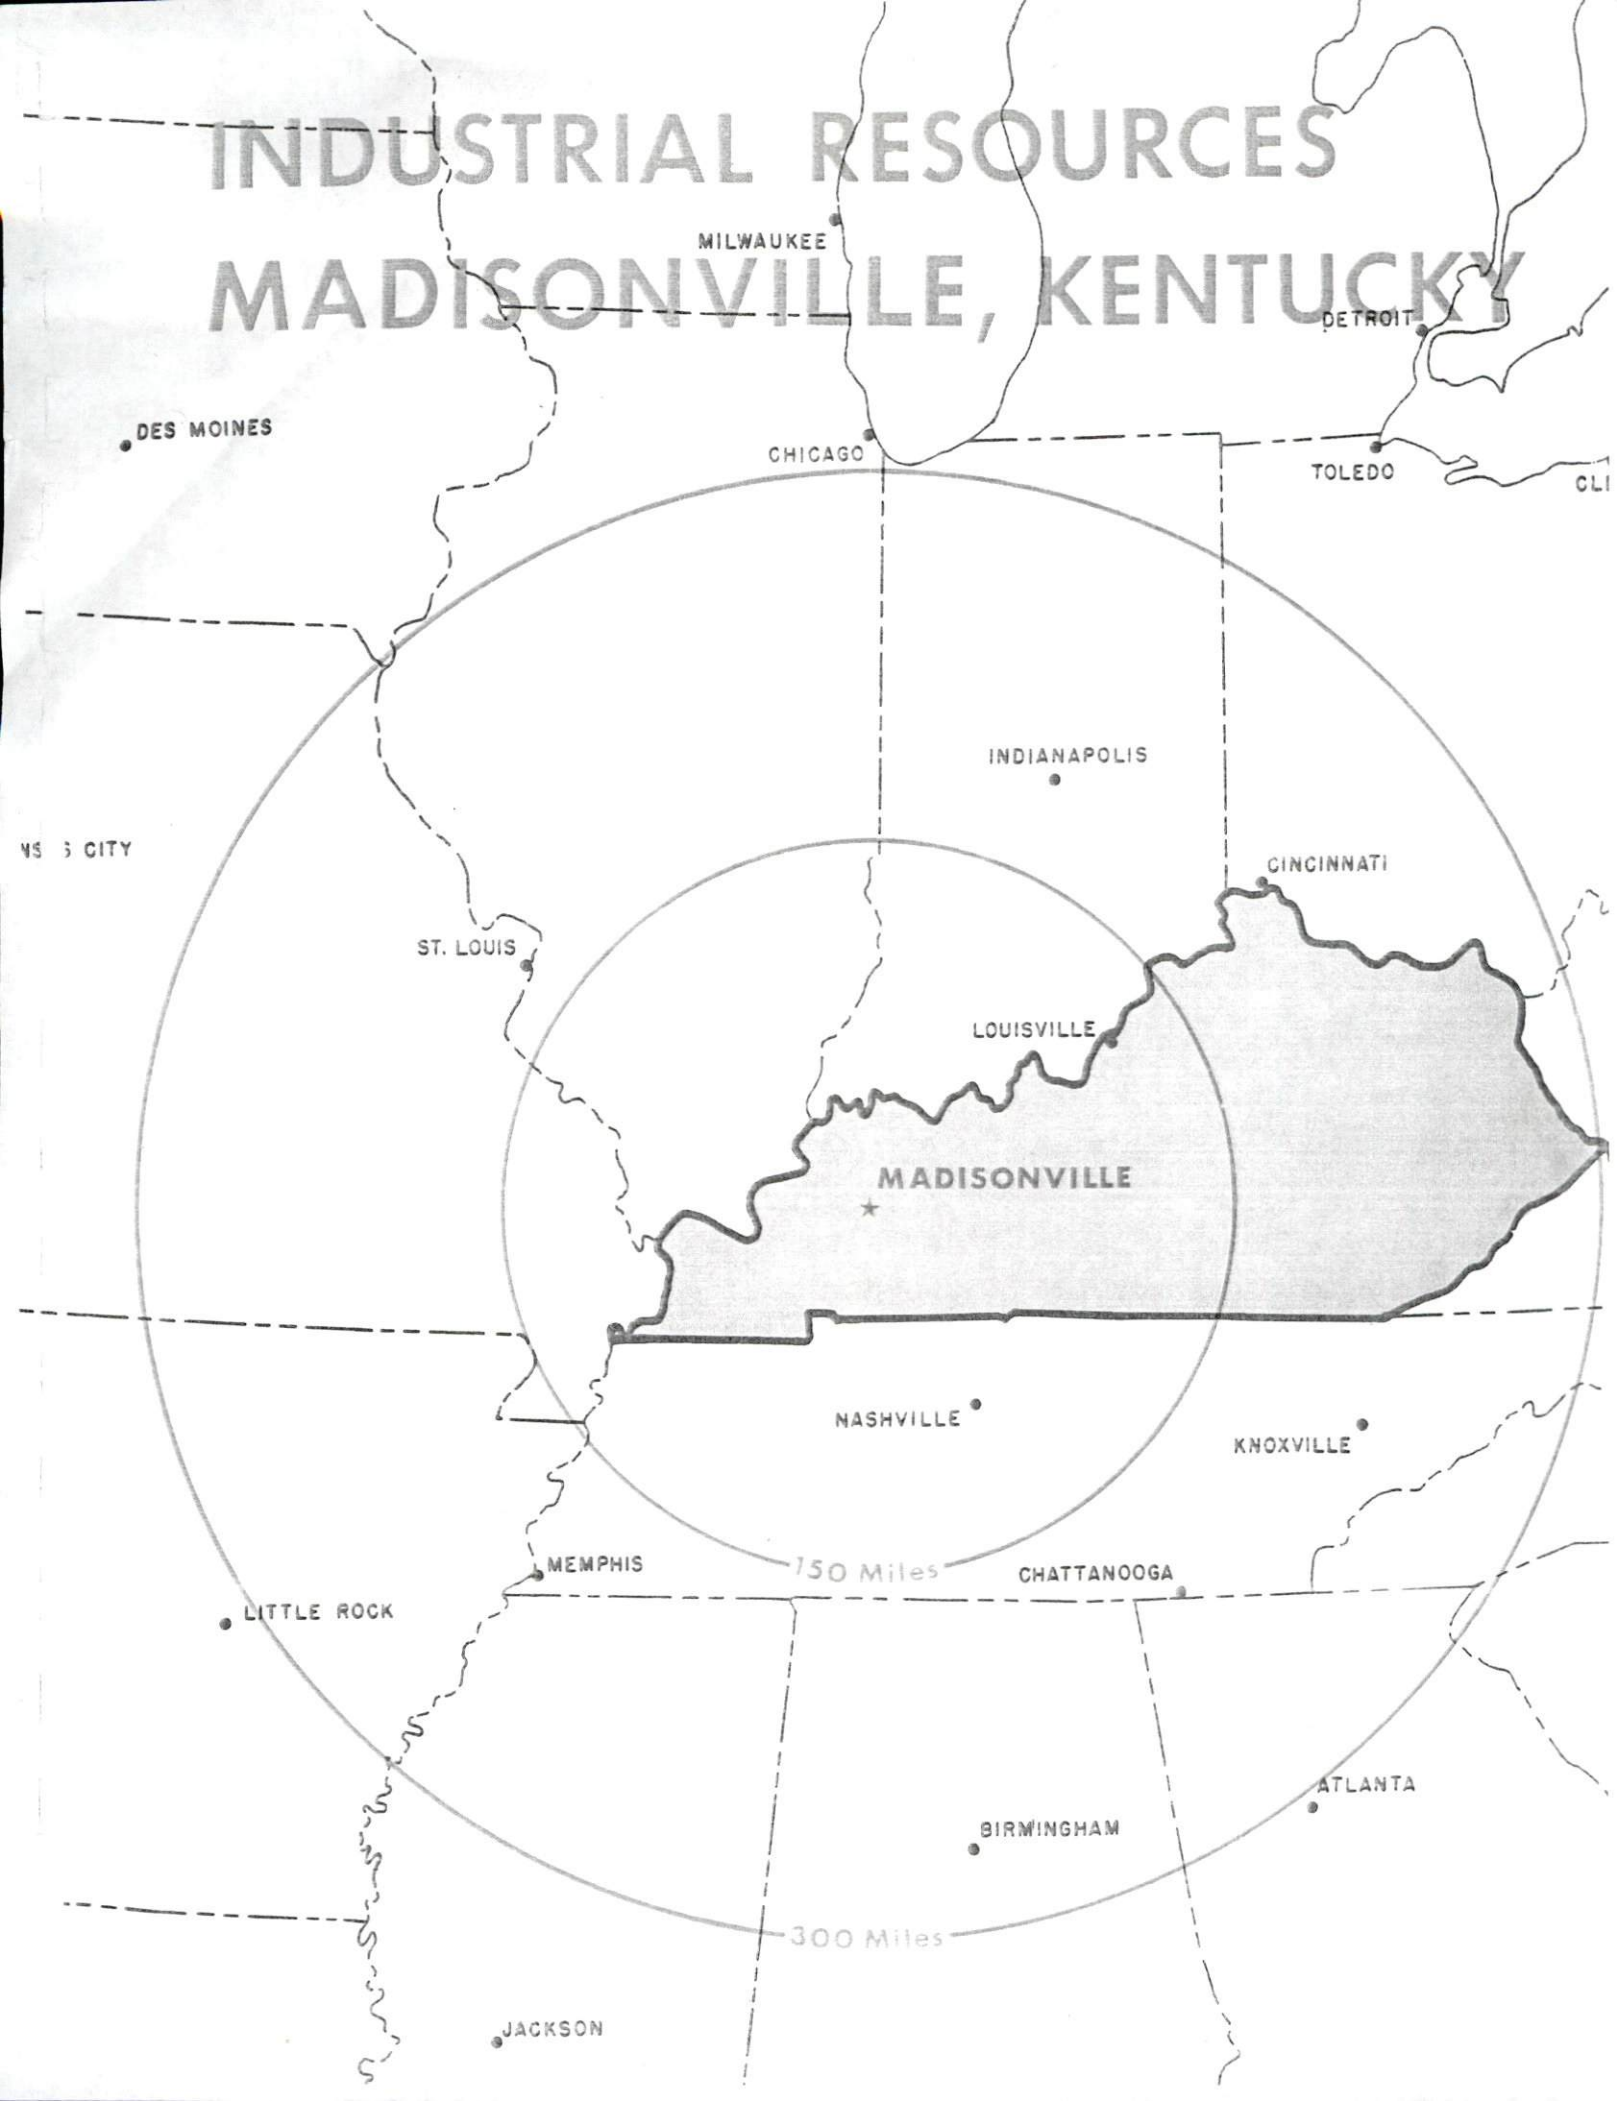 INDUSTRIAL RESOURCES
MILWAUKEE
MADISONVILLE, KENTUCKY
DETROIT
DES MOINES
CHICAGO
TOLEDO
CLI
INDIANAPOLIS
CITY
CINCINNATI
ST. LOUIS
LOUISVILLE
MADISONVILLE
NASHVILLE
KNOXVILLE
MEMPHIS
150 Miles
CHATTANOOGA
LITTLE ROCK
ATLANTA
BIRMINGHAM
300 Miles
JACKSON